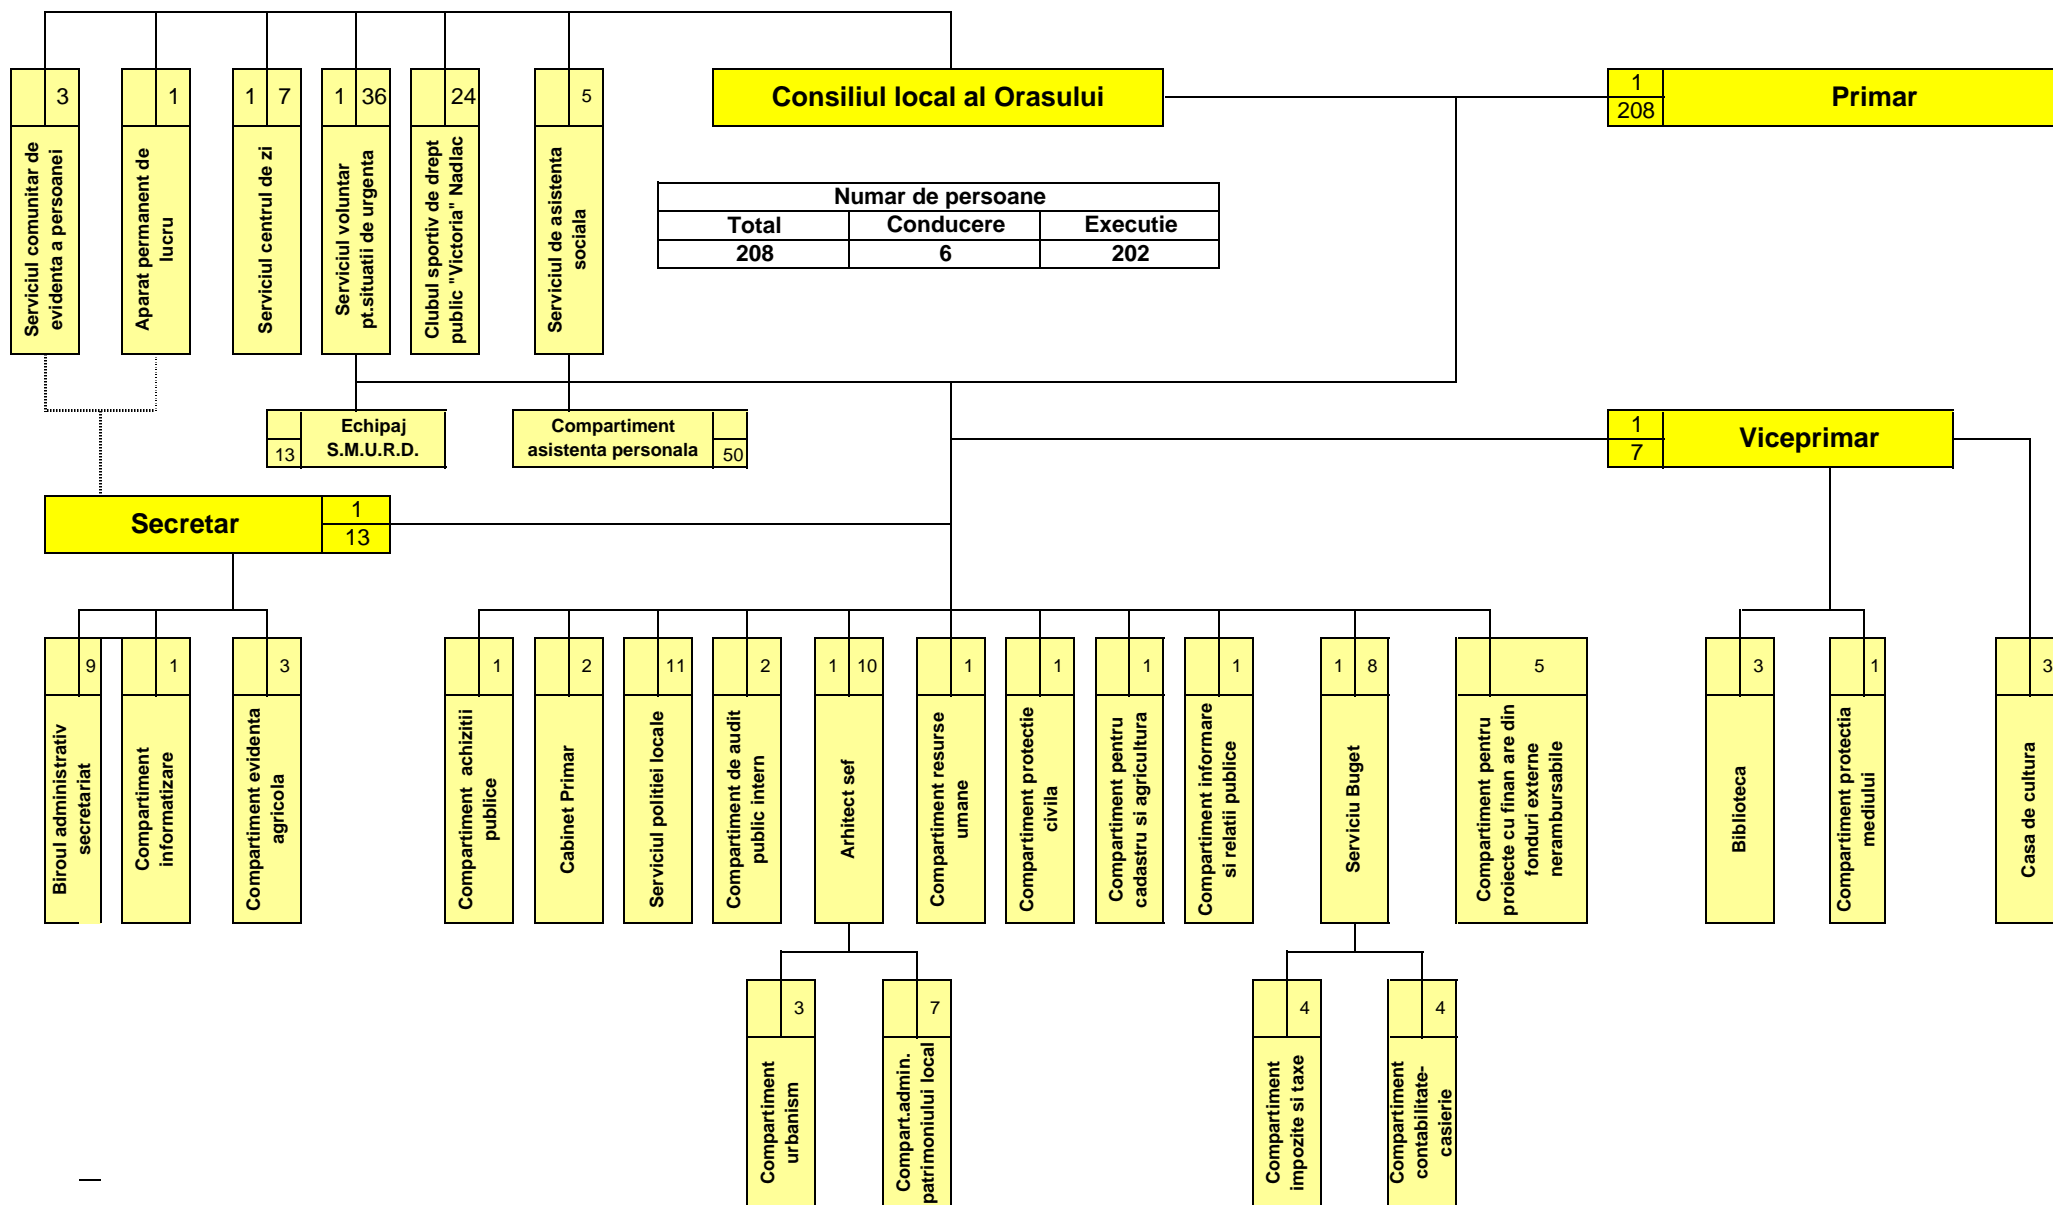 3
1
1 7
1 36
24
5
Consiliul local al Orasului
1
208
Primar
Serviciul comunitar de
evidenta a persoanei
Aparat permanent de
lucru
Serviciul centrul de zi
Serviciul voluntar
pt.situatii de urgenta
Clubul sportiv de drept
public "Victoria" Nadlac
Serviciul de asistenta
sociala
Numar de persoane
Total Conducere Executie
208 6 202
Echipaj
S.M.U.R.D.
13
Compartiment
asistenta personala
50
1
7
Viceprimar
Secretar
1
13
9
1
3
1
2
11
2
1 10
1
1
1
1
1 8
5
3
1
3
Biroul administrativ
secretariat
Compartiment
informatizare
Compartiment evidenta
agricola
Compartiment achizitii
publice
Cabinet Primar
Serviciul politiei locale
Compartiment de audit
public intern
Arhitect sef
Compartiment resurse
umane
Compartiment protectie
civila
Compartiment pentru
cadastru si agricultura
Compartiment informare
si relatii publice
Serviciu Buget
Compartiment pentru
proiecte cu finan are din
fonduri externe
nerambursabile
Biblioteca
Compartiment protectia
mediului
Casa de cultura
3
7
4
4
Compartiment
urbanism
Compart.admin.
patrimoniului local
Compartiment
impozite si taxe
Compartiment
contabilitate-
casierie